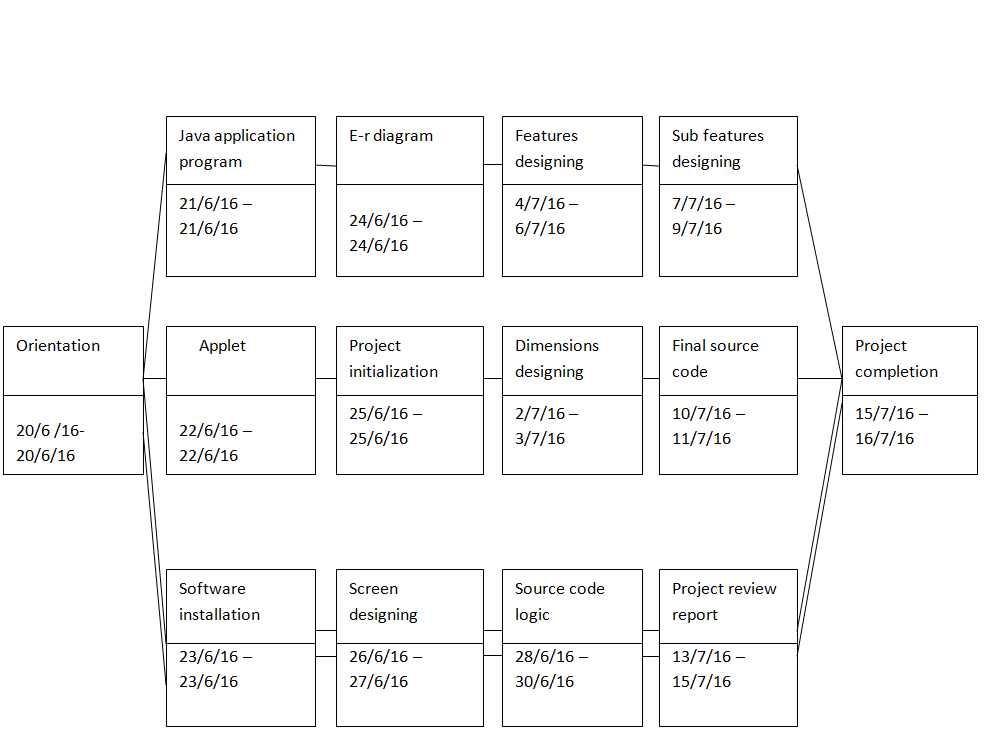 Java application
program
21/6/16 –
21/6/16
E-r diagram
24/6/16 –
24/6/16
Features
designing
4/7/16 –
6/7/16
Sub features
designing
7/7/16 –
9/7/16
Orientation
20/6 /16-
20/6/16
Applet
22/6/16 –
22/6/16
Project
initialization
25/6/16 –
25/6/16
Dimensions
designing
2/7/16 –
3/7/16
Final source
code
10/7/16 –
11/7/16
Project
completion
15/7/16 –
16/7/16
Software
installation
23/6/16 –
23/6/16
Screen
designing
26/6/16 –
27/6/16
Source code
logic
28/6/16 –
30/6/16
Project review
report
13/7/16 –
15/7/16